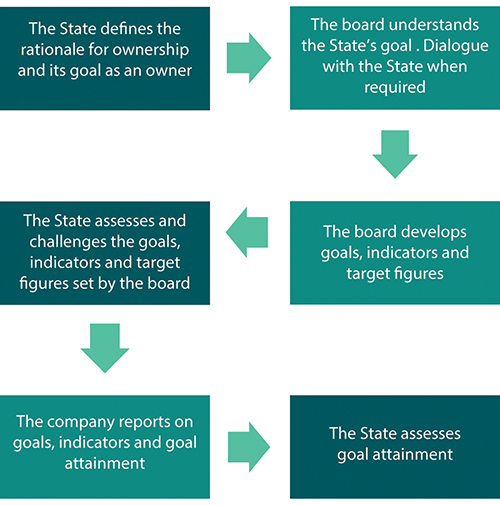 The State defines the
rationale for ownership
and its goal as an owner
The board understands
the State's goal . Dialogue
with the State when
required
The board develops
goals, indicators and
target figures
The State assesses and
challenges the goals,
indicators and target
figures set by the board
The company reports on
goals, indicators and goal
attainment
The State assesses
goal attainment